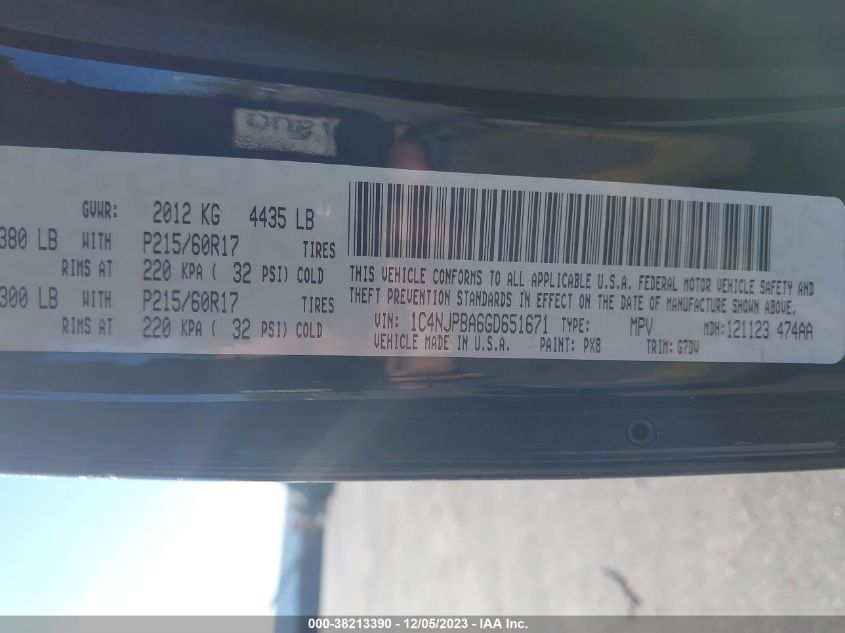 GVWR: 2012 KG 4435 LB
380 LB WITH P215/60R17 TIRES
RIMS AT 220 KPA ( 32 PSI) COLD
300 LB WITH P215/60R17 TIRES
RIMS AT 220 KPA ( 32 PSI) COLD
THIS VEHICLE CONFORMS TO ALL APPLICABLE U.S.A. FEDERAL MOTOR VEHICLE SAFETY AND
THEFT PREVENTION STANDARDS IN EFFECT ON THE DATE OF MANUFACTURE SHOWN ABOVE.
VIN: 1C4NJPBA6GD651671 TYPE: MPV MDH:121123 474AA
VEHICLE MADE IN U.S.A. PAINT: PX8 TRIM: G7DV
000-38213390 - 12/05/2023 - IAA Inc.